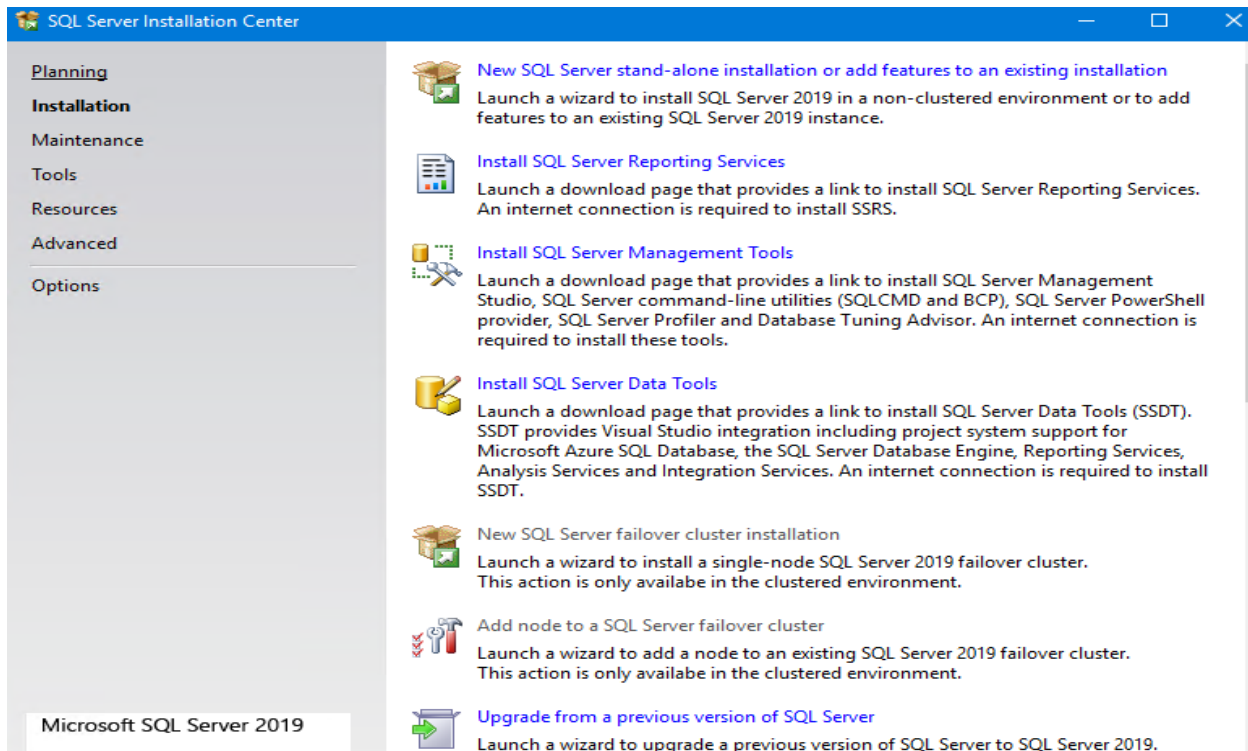 SQL Server Installation Center
Planning
Installation
Maintenance
Tools
Resources
Advanced
Options
Microsoft SQL Server 2019
New SQL Server stand-alone installation or add features to an existing installation
Launch a wizard to install SQL Server 2019 in a non-clustered environment or to add
features to an existing SQL Server 2019 instance.
Install SQL Server Reporting Services
Launch a download page that provides a link to install SQL Server Reporting Services.
An internet connection is required to install SSRS.
Install SQL Server Management Tools
Launch a download page that provides a link to install SQL Server Management
Studio, SQL Server command-line utilities (SQLCMD and BCP), SQL Server PowerShell
provider, SQL Server Profiler and Database Tuning Advisor. An internet connection is
required to install these tools.
Install SQL Server Data Tools
Launch a download page that provides a link to install SQL Server Data Tools (SSDT).
SSDT provides Visual Studio integration including project system support for
Microsoft Azure SQL Database, the SQL Server Database Engine, Reporting Services,
Analysis Services and Integration Services. An internet connection is required to install
SSDT.
New SQL Server failover cluster installation
Launch a wizard to install a single-node SQL Server 2019 failover cluster.
This action is only availabe in the clustered environment.
Add node to a SQL Server failover cluster
Launch a wizard to add a node to an existing SQL Server 2019 failover cluster.
This action is only availabe in the clustered environment.
Upgrade from a previous version of SQL Server
Launch a wizard to upgrade a previous version of SQL Server to SQL Server 2019.